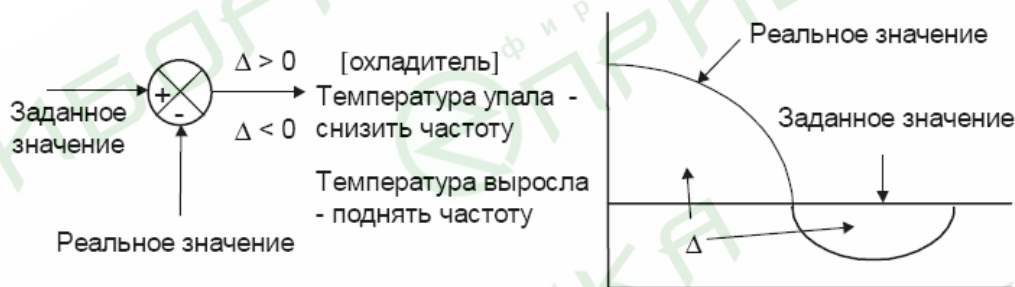 Заданное
значение
+
-
Реальное значение
Δ > 0
Δ < 0
[охладитель]
Температура упала -
снизить частоту
Температура выросла
- поднять частоту
Реальное значение
Заданное значение
Δ